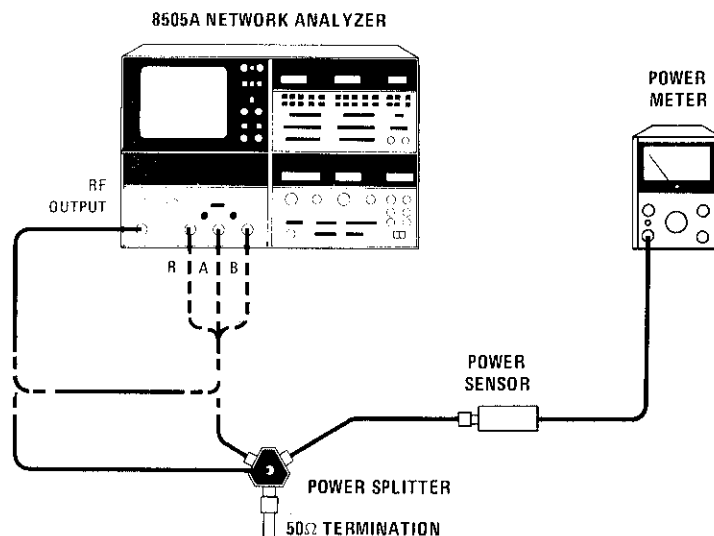 8505A NETWORK ANALYZER
POWER
METER
RF
OUTPUT
R A B
POWER
SENSOR
POWER SPLITTER
50Ω TERMINATION